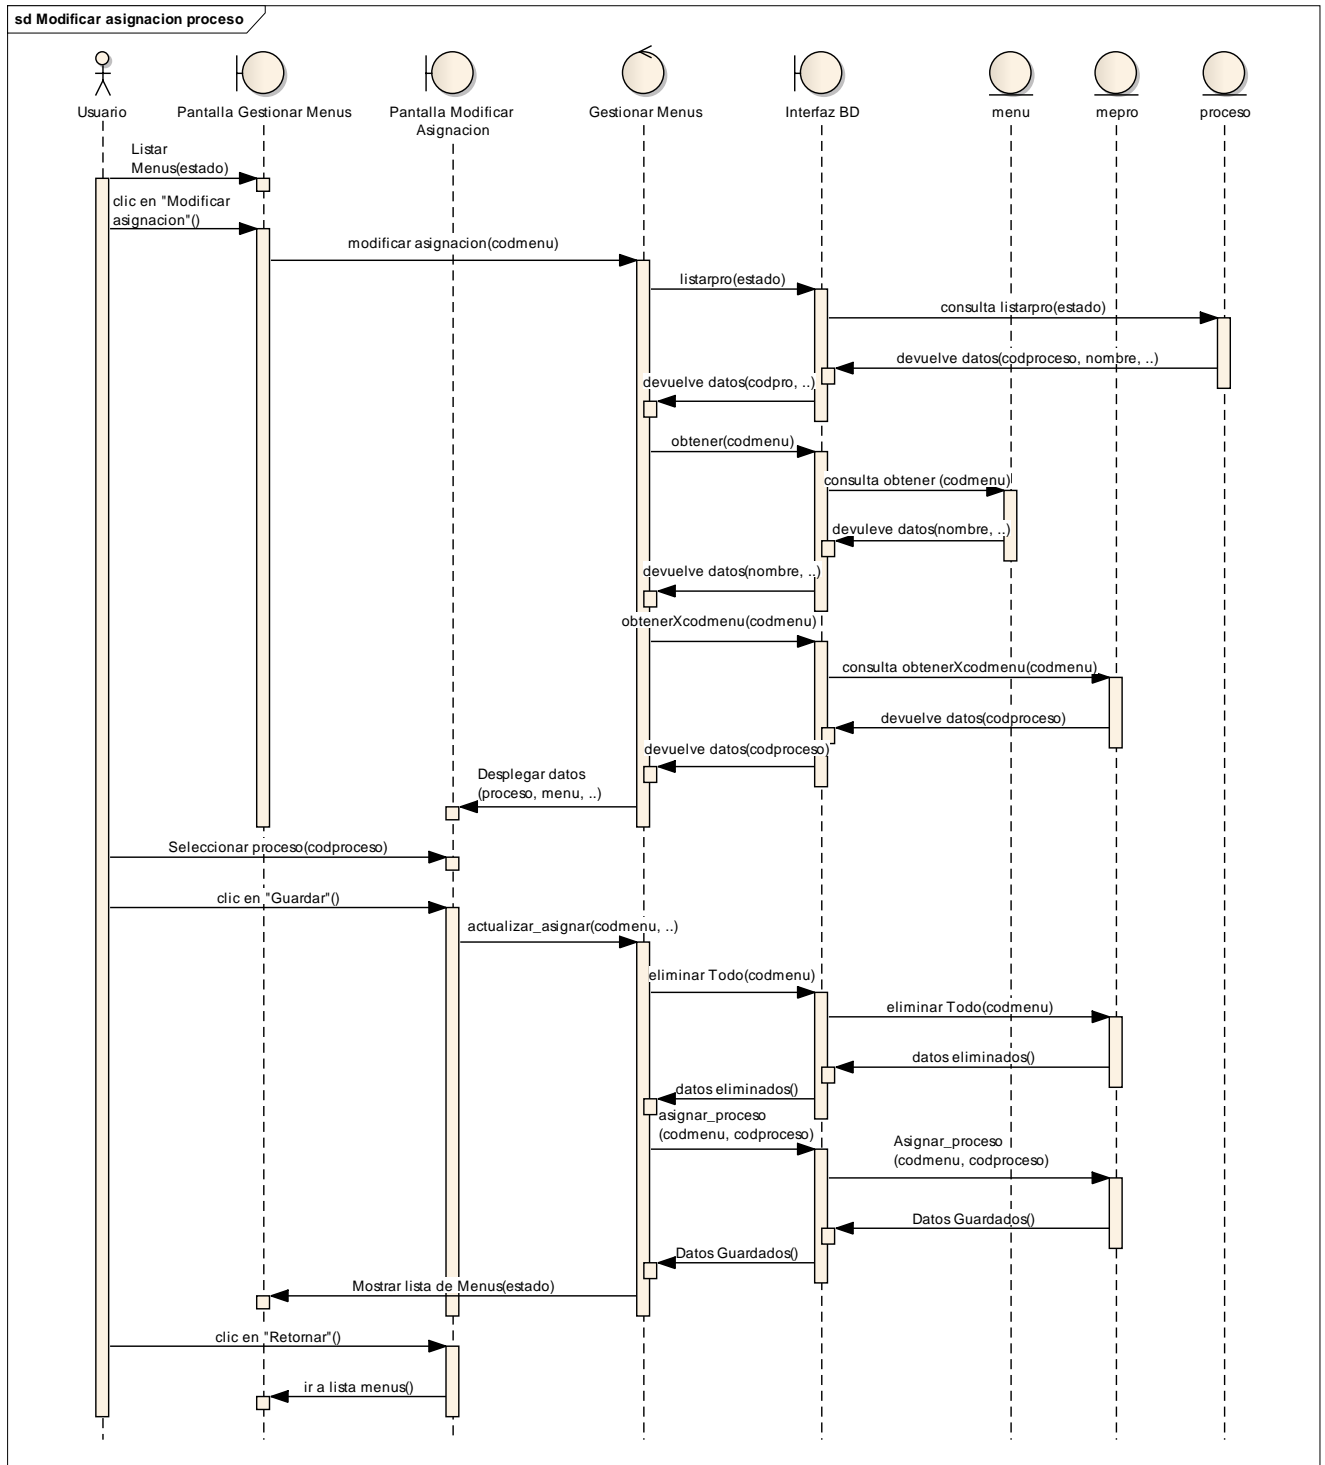 sd Modificar asignacion proceso
Usuario
Pantalla Gestionar Menus
Pantalla Modificar
Asignacion
Gestionar Menus
Interfaz BD
menu
mepro
proceso
Listar
Menus(estado)
clic en "Modificar
asignacion"()
modificar asignacion(codmenu)
listarpro(estado)
consulta listarpro(estado)
devuelve datos(codproceso, nombre, ..)
devuelve datos(codpro, ..)
obtener(codmenu)
consulta obtener (codmenu)
devuleve datos(nombre, ..)
devuelve datos(nombre, ..)
obtenerXcodmenu(codmenu)
consulta obtenerXcodmenu(codmenu)
devuelve datos(codproceso)
devuelve datos(codproceso)
Desplegar datos
(proceso, menu, ..)
Seleccionar proceso(codproceso)
clic en "Guardar"()
actualizar_asignar(codmenu, ..)
eliminar Todo(codmenu)
eliminar Todo(codmenu)
datos eliminados()
datos eliminados()
asignar_proceso
(codmenu, codproceso)
Asignar_proceso
(codmenu, codproceso)
Datos Guardados()
Datos Guardados()
Mostrar lista de Menus(estado)
clic en "Retornar"()
ir a lista menus()